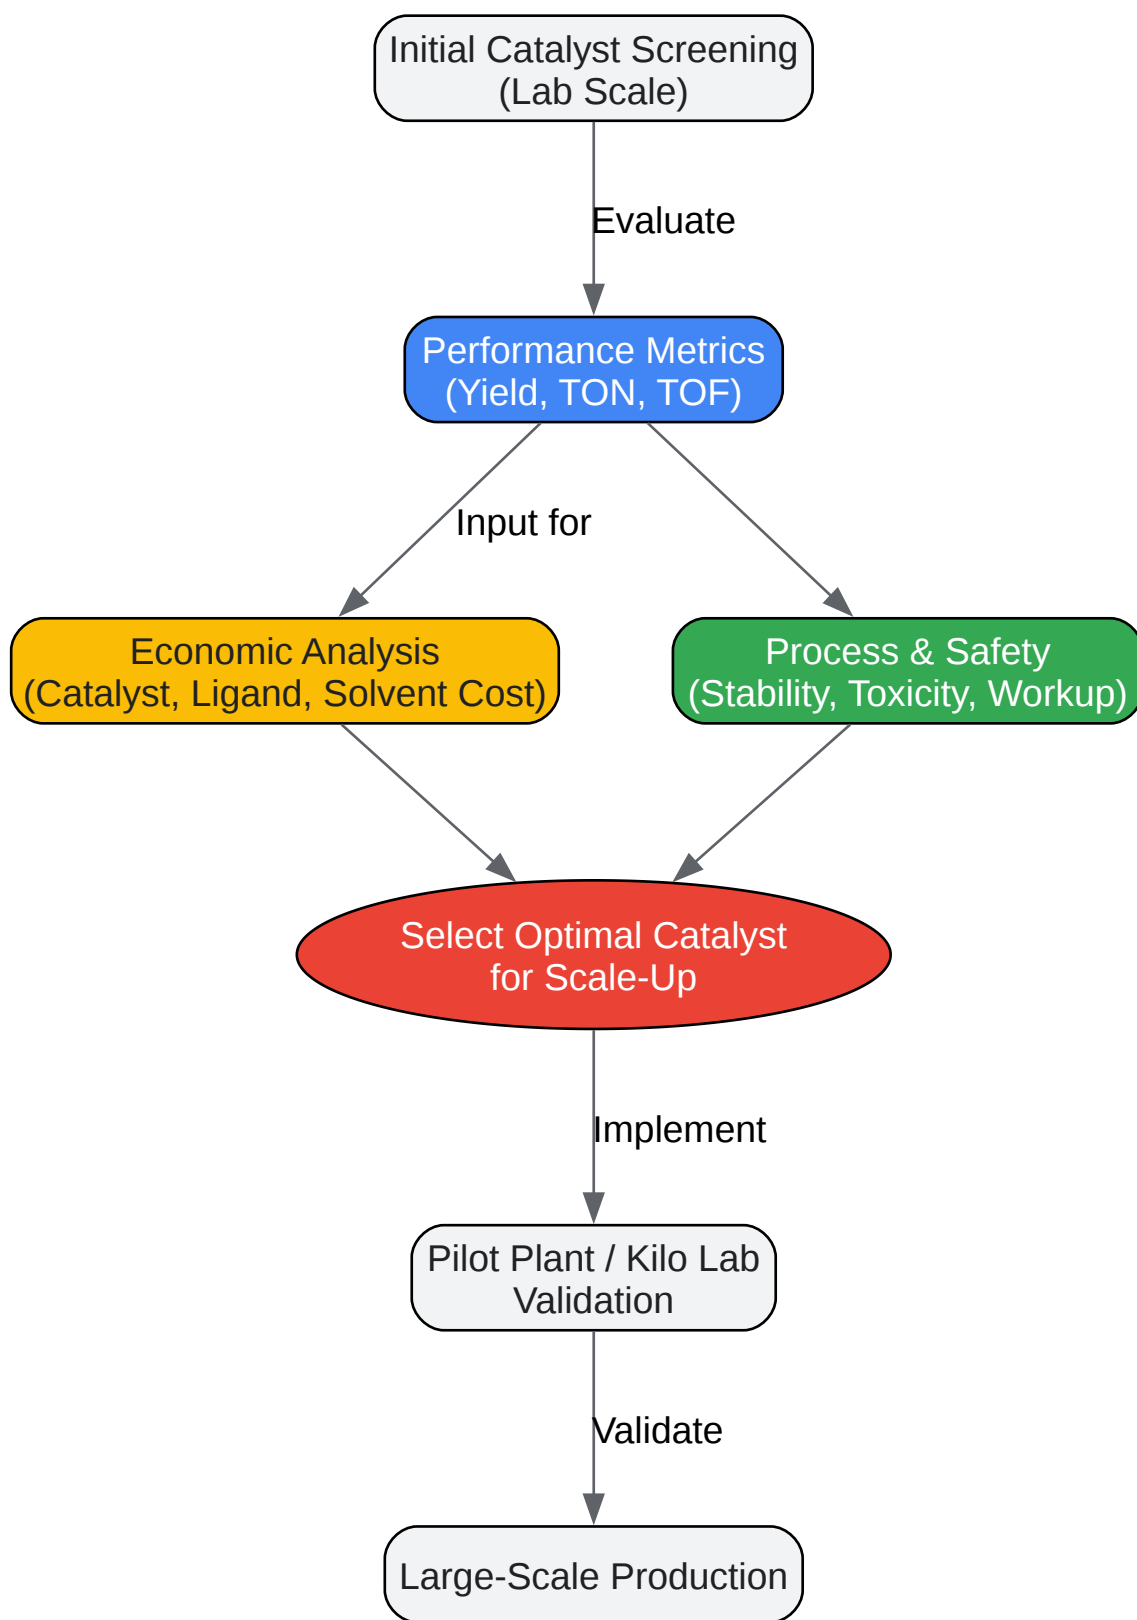 Initial Catalyst Screening
(Lab Scale)
Evaluate
Performance Metrics
(Yield, TON, TOF)
Input for
Economic Analysis
(Catalyst, Ligand, Solvent Cost)
Process & Safety
(Stability, Toxicity, Workup)
Select Optimal Catalyst
for Scale-Up
Implement
Pilot Plant / Kilo Lab
Validation
Validate
Large-Scale Production